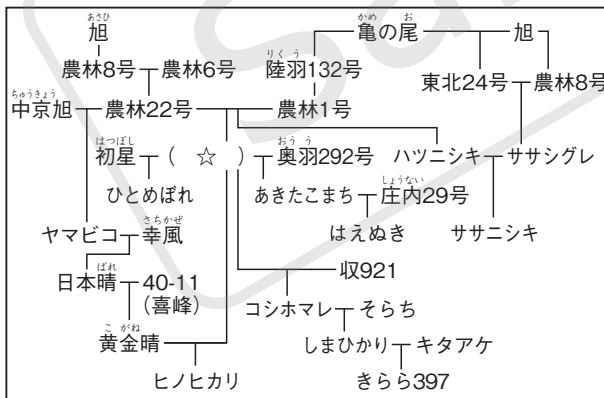 あさひ
旭
かめ お
亀の尾
旭
農林8号
農林6号
りく う
陸羽132号
東北24号
農林8号
ちゅうきょう
中京旭
農林22号
農林1号
はつぼし
初星
( ☆ )
おう う
奥羽292号
ハツニシキ
ササシグレ
ひとめぼれ
あきたこまち
しょうない
庄内29号
ヤマビコ
さちかぜ
幸風
はえぬき
ササニシキ
ばれ
日本晴
40-11
(喜峰)
収921
コシホマレ
そらち
こ がね
黄金晴
しまひかり
キタアケ
ヒノヒカリ
きらら397